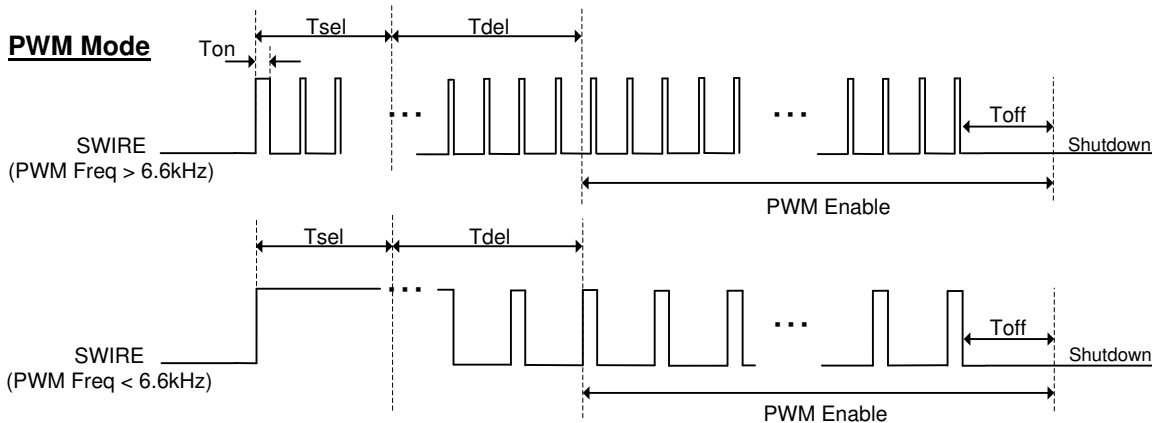 PWM Mode
Tsel
Tdel
Ton
...
...
Toff
SWIRE
(PWM Freq > 6.6kHz)
Shutdown
PWM Enable
Tsel
Tdel
...
...
Toff
SWIRE
(PWM Freq < 6.6kHz)
Shutdown
PWM Enable